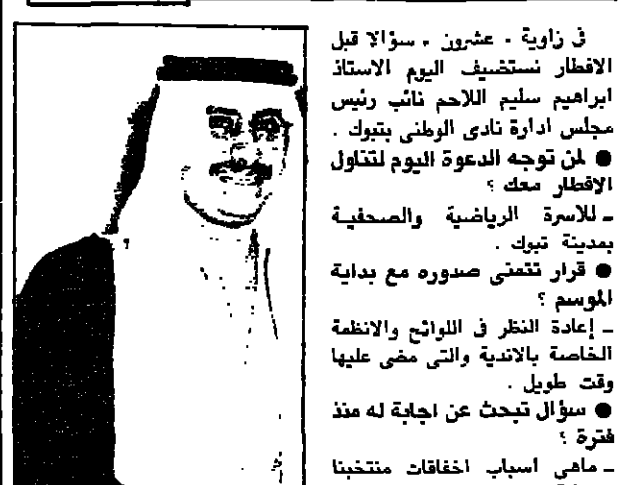 في زاوية . عشرون . سؤالا قبل
الافطار نستضيف اليوم الاستاذ
ابراهيم سليم اللاحم نائب رئيس
مجلس ادارة نادى الوطنى بتبوك .
● لمن توجه الدعوة اليوم لتناول
الافطار معك ؟
ـ للأسرة الرياضية والصحفية
بمدينة تبوك .
● قرار تتمنى صدوره مع بداية
الموسم ؟
ـ إعادة النظر في اللوائح والانظمة
الخاصة بالاندية والتى مضى عليها
وقت طويل .
● سؤال تبحث عن اجابة له منذ
فترة ؟
ـ ماهى اسباب اخفاقات منتخبنا